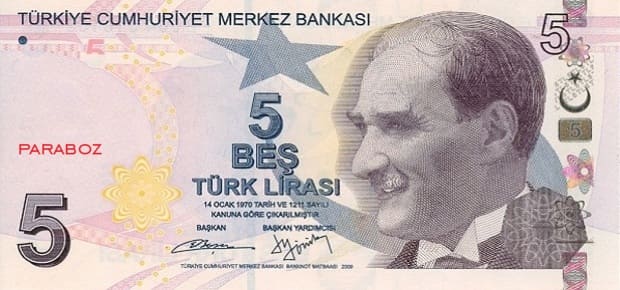 TÜRKİYE CUMHURİYET MERKEZ BANKASI
5
5
BEŞ
TÜRK LİRASI
14 OCAK 1970 TARİH VE 1211 SAYILI
KANUNA GÖRE ÇIKARILMIŞTIR.
BAŞKAN BAŞKAN YARDIMCISI
PARABOZ
5
5
TÜRKİYE CUMHURİYET MERKEZ BANKASI BANKNOT MATBAASI 2009